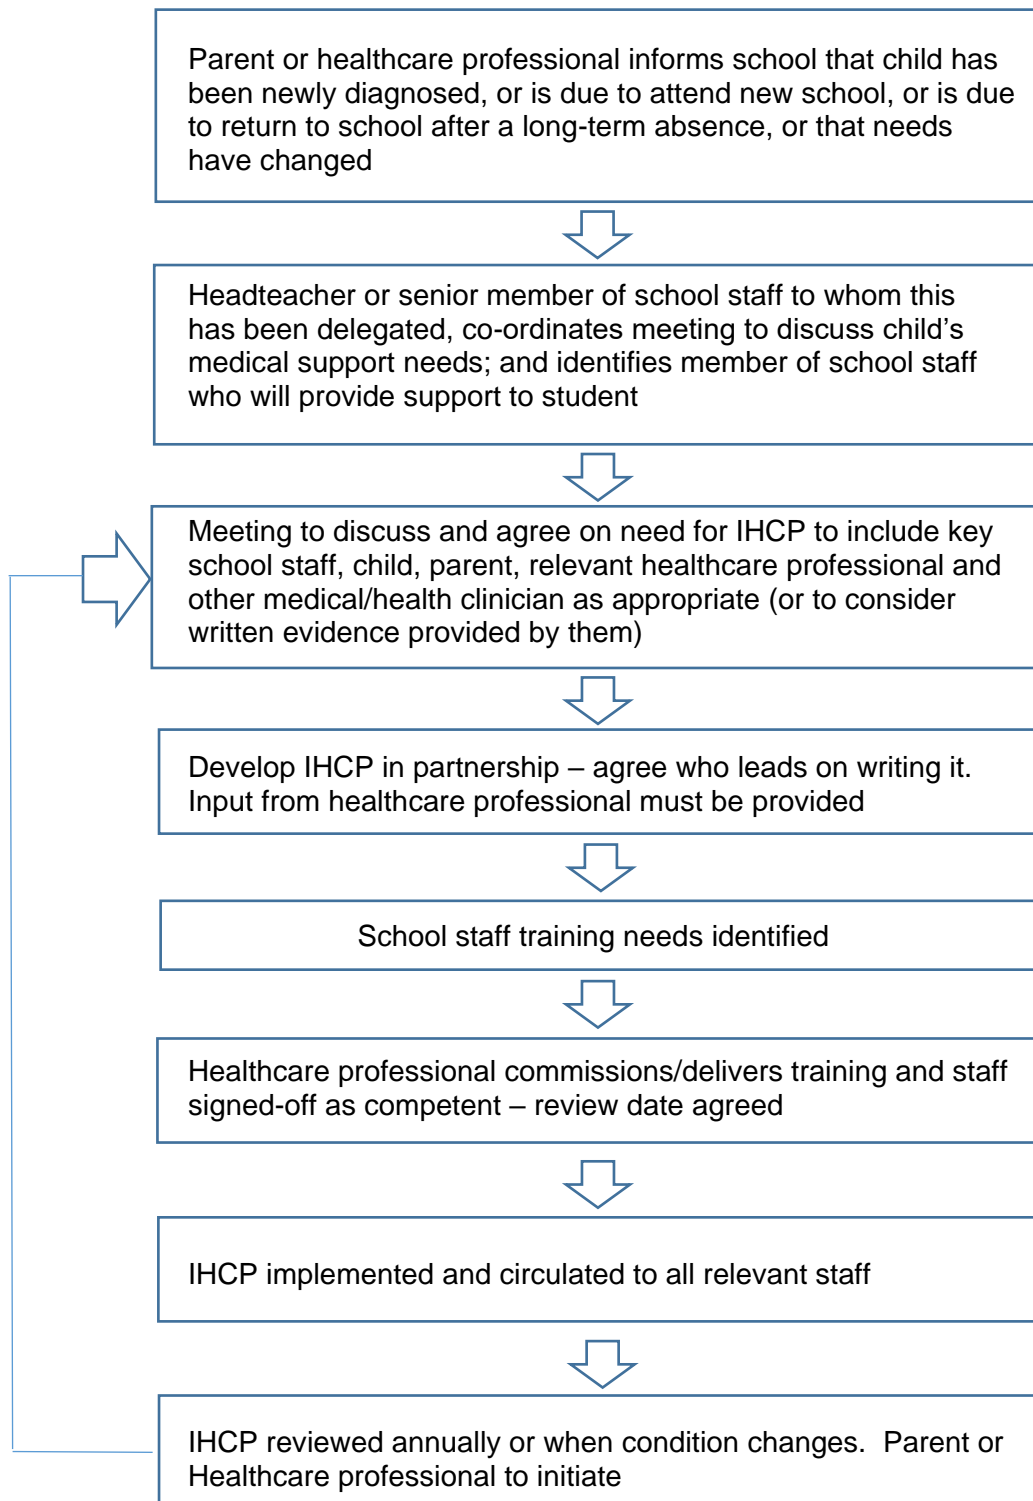 Parent or healthcare professional informs school that child has
been newly diagnosed, or is due to attend new school, or is due
to return to school after a long-term absence, or that needs
have changed
Headteacher or senior member of school staff to whom this
has been delegated, co-ordinates meeting to discuss child’s
medical support needs; and identifies member of school staff
who will provide support to student
Meeting to discuss and agree on need for IHCP to include key
school staff, child, parent, relevant healthcare professional and
other medical/health clinician as appropriate (or to consider
written evidence provided by them)
Develop IHCP in partnership – agree who leads on writing it.
Input from healthcare professional must be provided
School staff training needs identified
Healthcare professional commissions/delivers training and staff
signed-off as competent – review date agreed
IHCP implemented and circulated to all relevant staff
IHCP reviewed annually or when condition changes.  Parent or
Healthcare professional to initiate